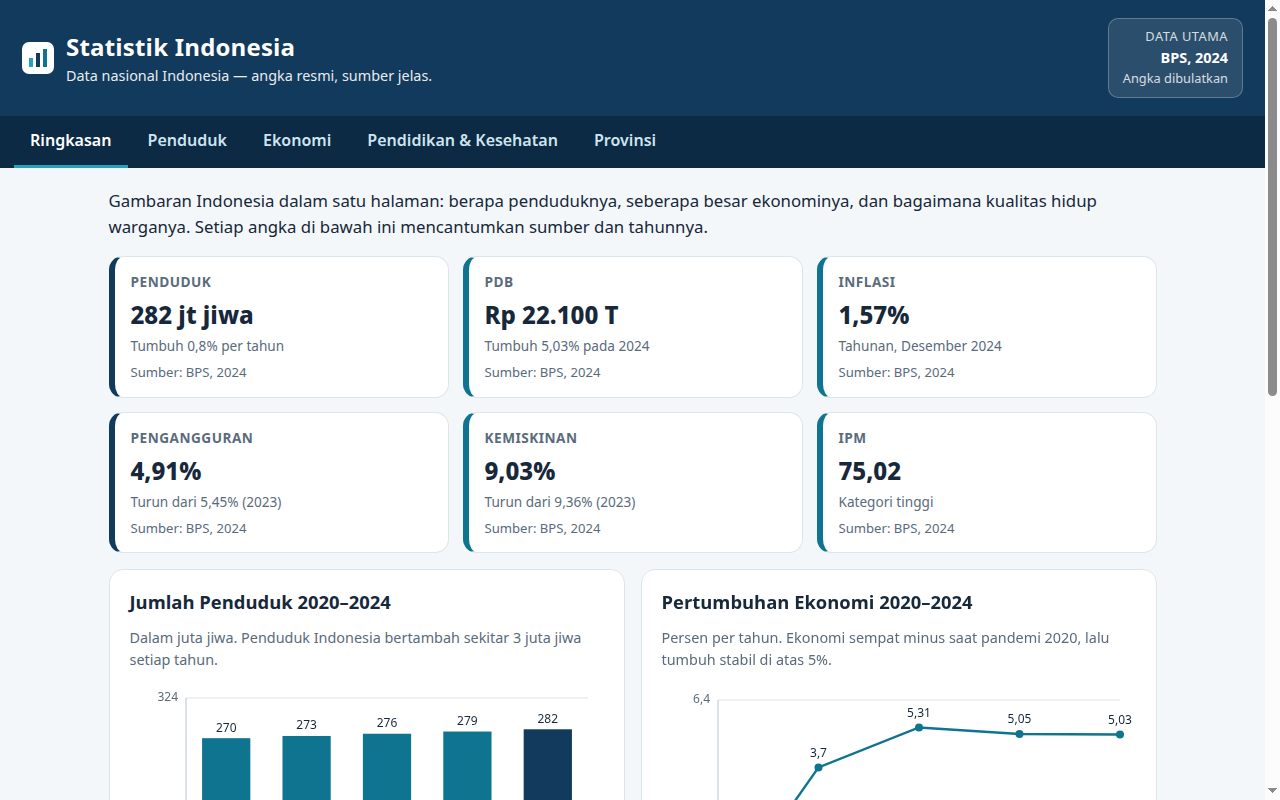 Statistik Indonesia
Data nasional Indonesia — angka resmi, sumber jelas.
DATA UTAMA
BPS, 2024
Angka dibulatkan
Ringkasan
Penduduk
Ekonomi
Pendidikan & Kesehatan
Provinsi
Gambaran Indonesia dalam satu halaman: berapa penduduknya, seberapa besar ekonominya, dan bagaimana kualitas hidup
warganya. Setiap angka di bawah ini mencantumkan sumber dan tahunnya.
PENDUDUK
282 jt jiwa
Tumbuh 0,8% per tahun
Sumber: BPS, 2024
PDB
Rp 22.100 T
Tumbuh 5,03% pada 2024
Sumber: BPS, 2024
INFLASI
1,57%
Tahunan, Desember 2024
Sumber: BPS, 2024
PENGANGGURAN
4,91%
Turun dari 5,45% (2023)
Sumber: BPS, 2024
KEMISKINAN
9,03%
Turun dari 9,36% (2023)
Sumber: BPS, 2024
IPM
75,02
Kategori tinggi
Sumber: BPS, 2024
Jumlah Penduduk 2020–2024
Dalam juta jiwa. Penduduk Indonesia bertambah sekitar 3 juta jiwa
setiap tahun.
324
270
273
276
279
282
Pertumbuhan Ekonomi 2020–2024
Persen per tahun. Ekonomi sempat minus saat pandemi 2020, lalu
tumbuh stabil di atas 5%.
6,4
3,7
5,31
5,05
5,03